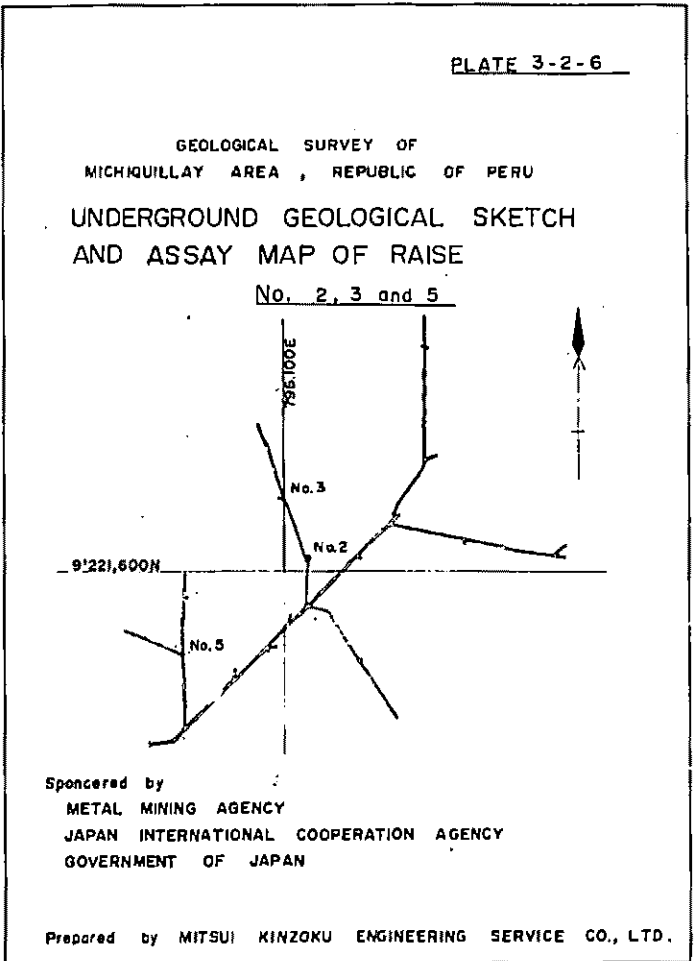 PLATE 3-2-6
GEOLOGICAL SURVEY OF
MICHIQUILLAY AREA , REPUBLIC OF PERU
UNDERGROUND GEOLOGICAL SKETCH
AND ASSAY MAP OF RAISE
No. 2, 3 and 5
796.100E
No.3
No.2
9'221,600N
No.5
Sponcered by
METAL MINING AGENCY
JAPAN INTERNATIONAL COOPERATION AGENCY
GOVERNMENT OF JAPAN
Prepared by MITSUI KINZOKU ENGINEERING SERVICE CO., LTD.